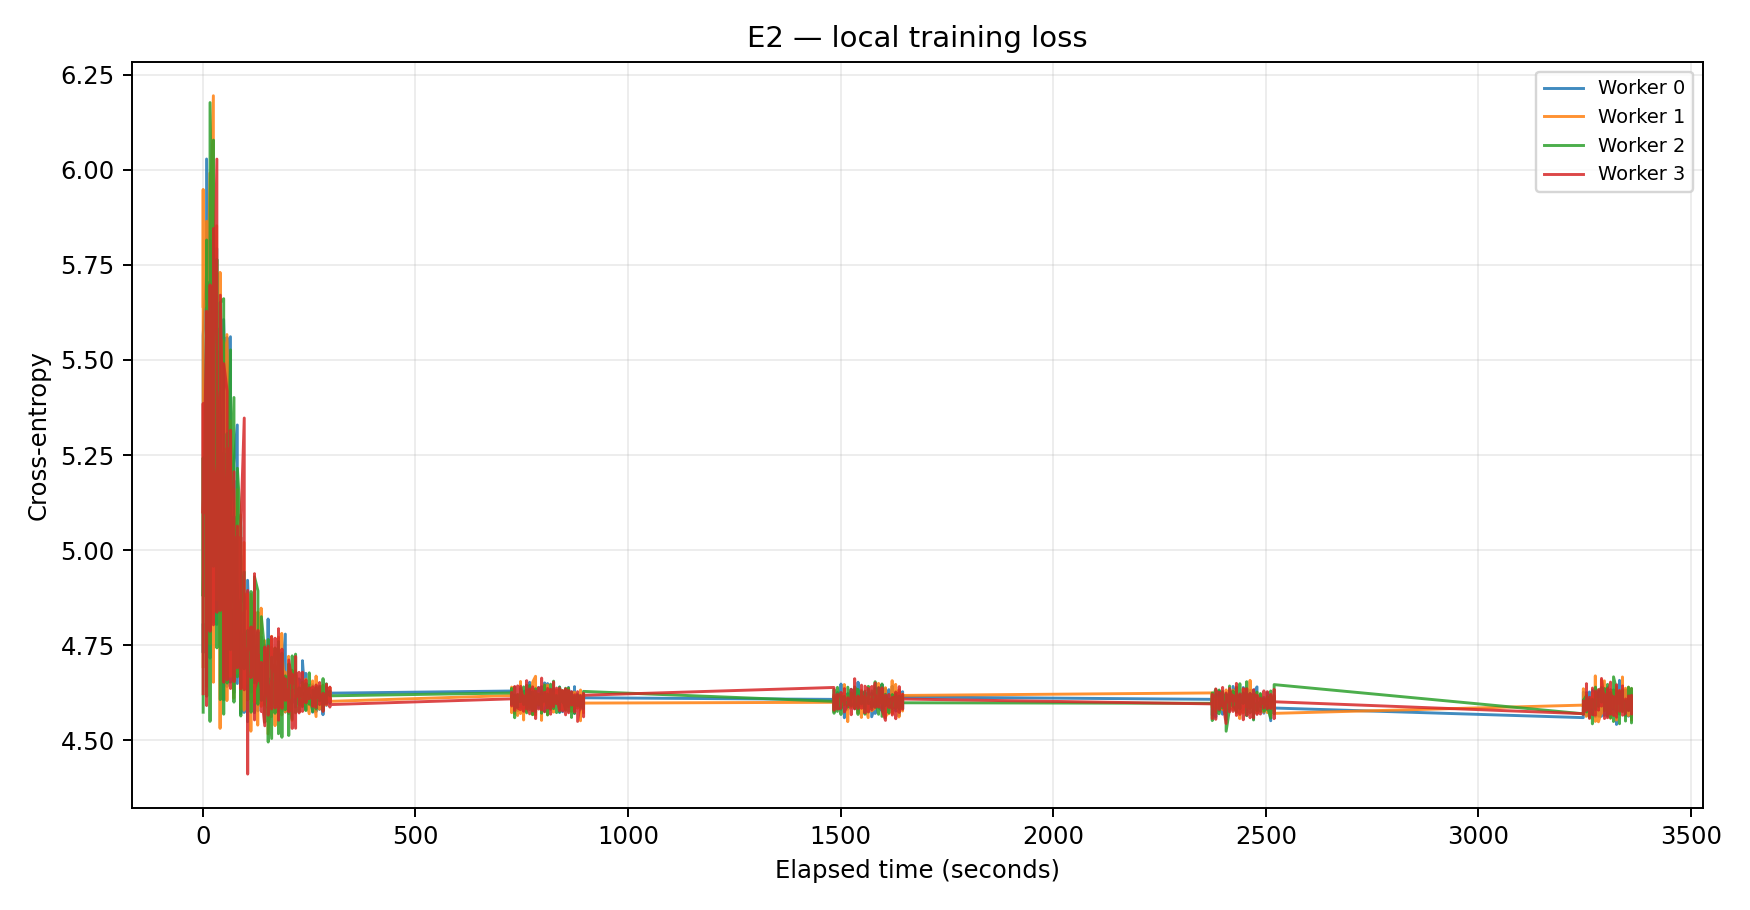 E2 — local training loss
Worker 0
Worker 1
Worker 2
Worker 3
Cross-entropy
6.25
6.00
5.75
5.50
5.25
5.00
4.75
4.50
0 500 1000 1500 2000 2500 3000 3500
Elapsed time (seconds)